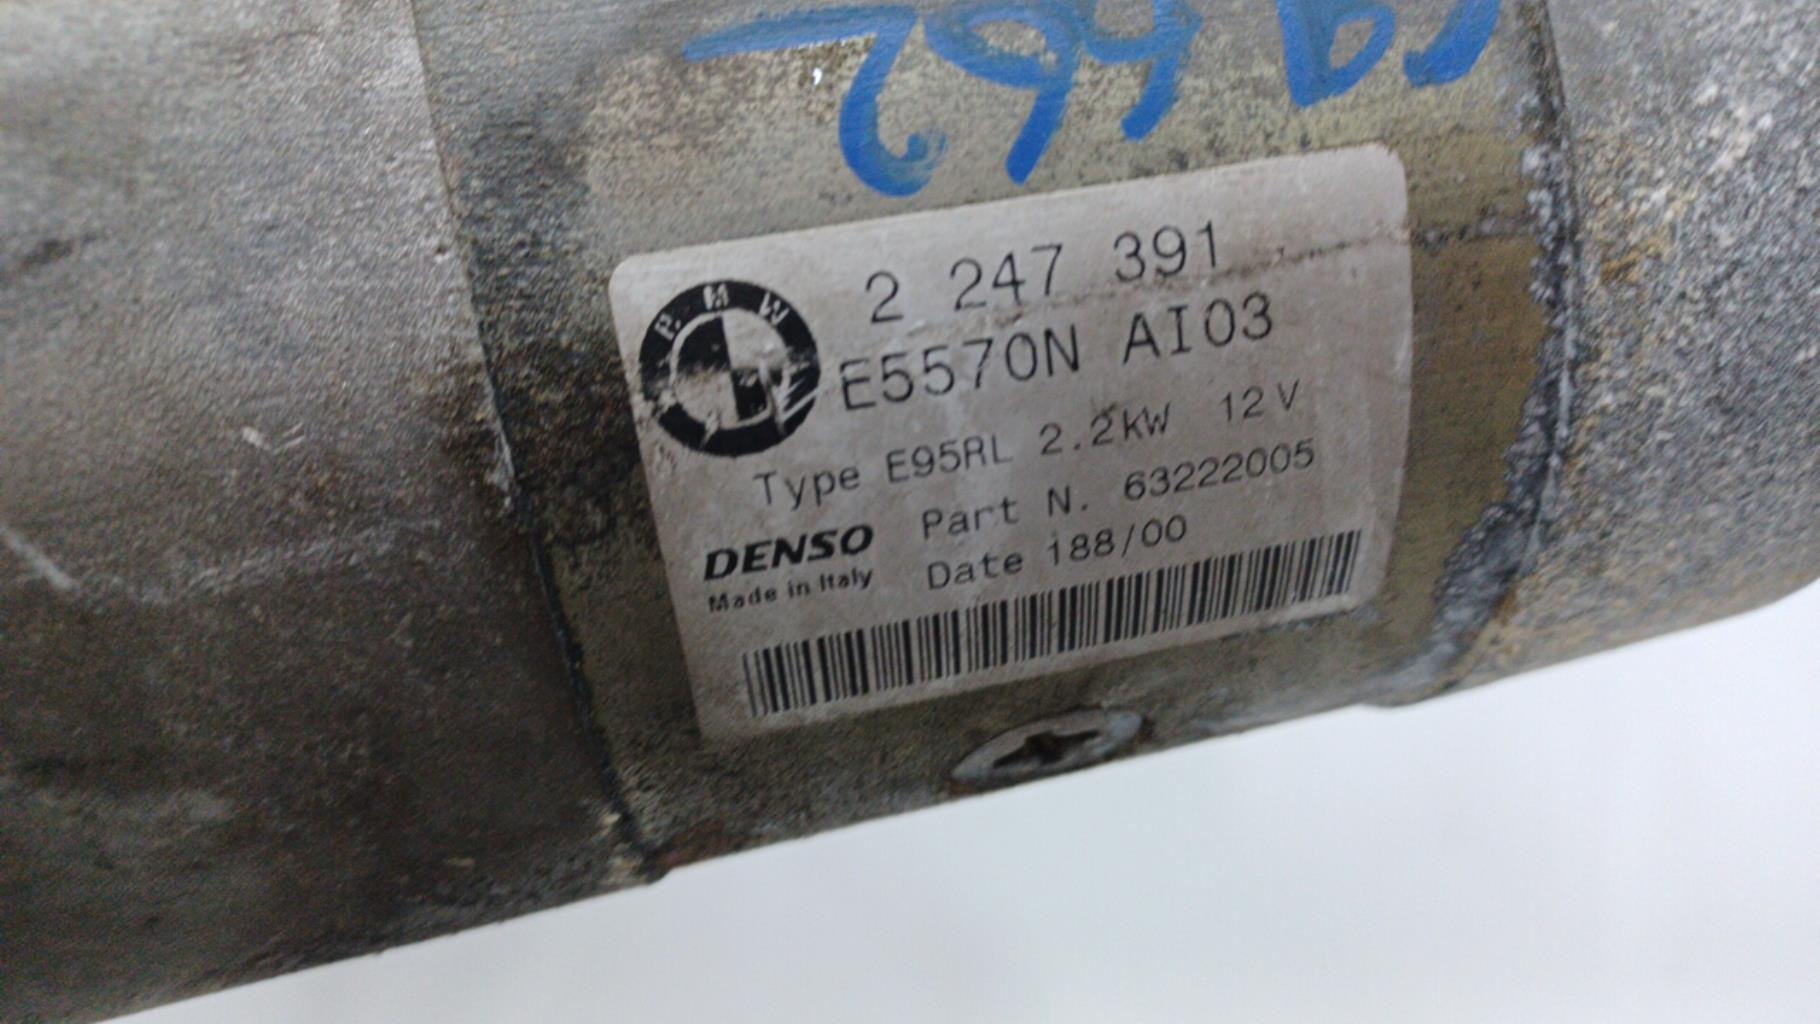 BMW
2 247 391
E5570N AI03
Type E95RL 2.2kW 12V
DENSO Part N. 63222005
Made in Italy Date 188/00